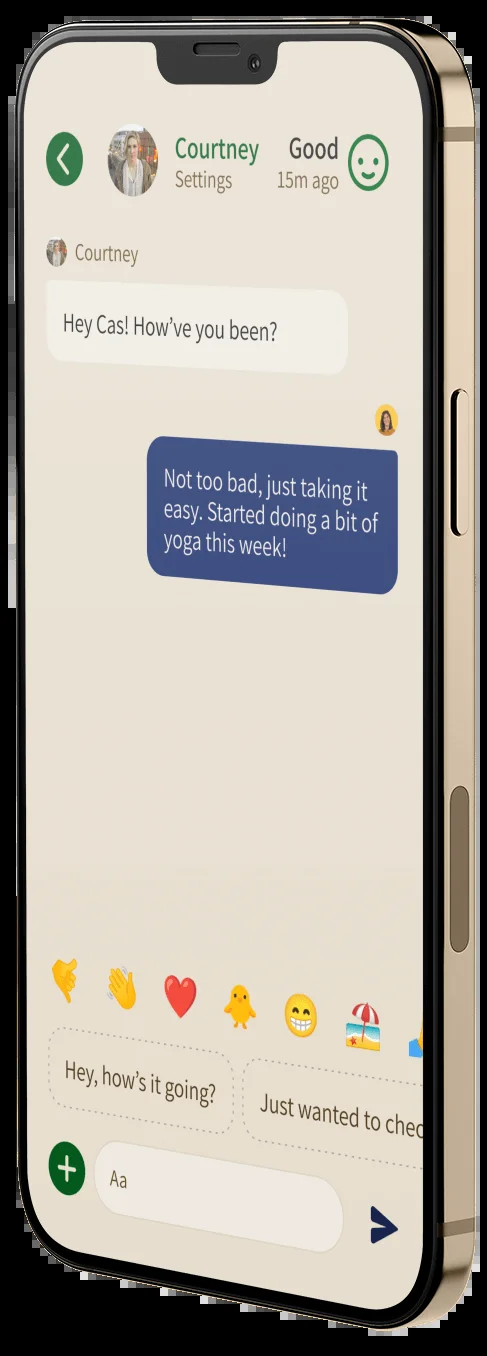 Courtney
Settings
Good
15m ago
Courtney
Hey Cas! How’ve you been?
Not too bad, just taking it
easy. Started doing a bit of
yoga this week!
Hey, how’s it going?
Just wanted to chec
Aa